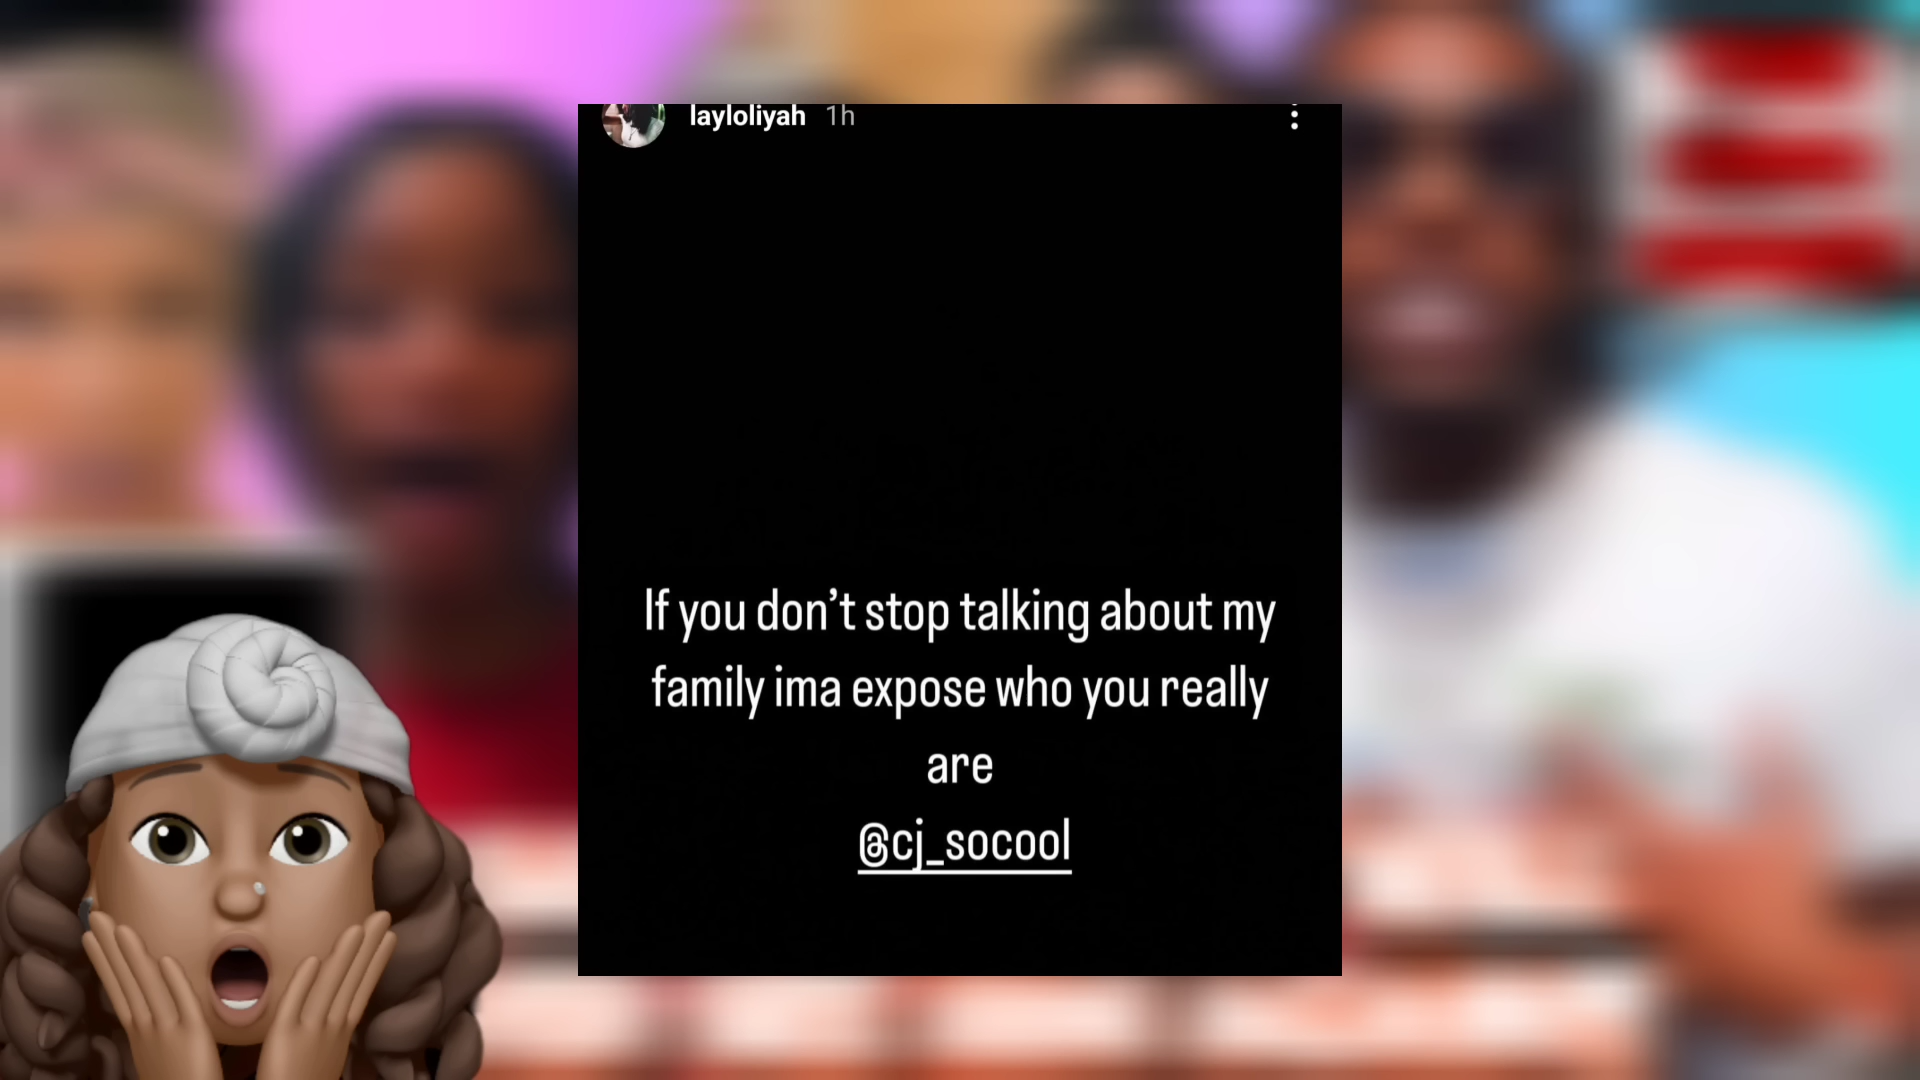 layloliyah 1h
If you don't stop talking about my
family ima expose who you really
are
@cj_socool